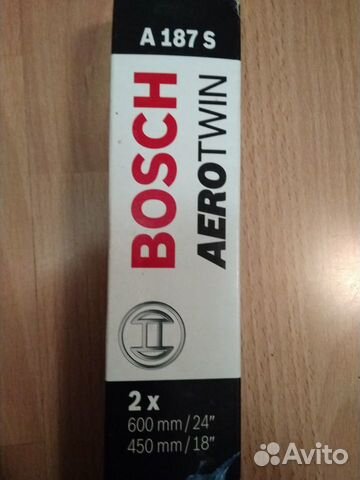 A 187 S
BOSCH
AEROTWIN
2 x
600 mm/24"
450 mm/18"
Avito